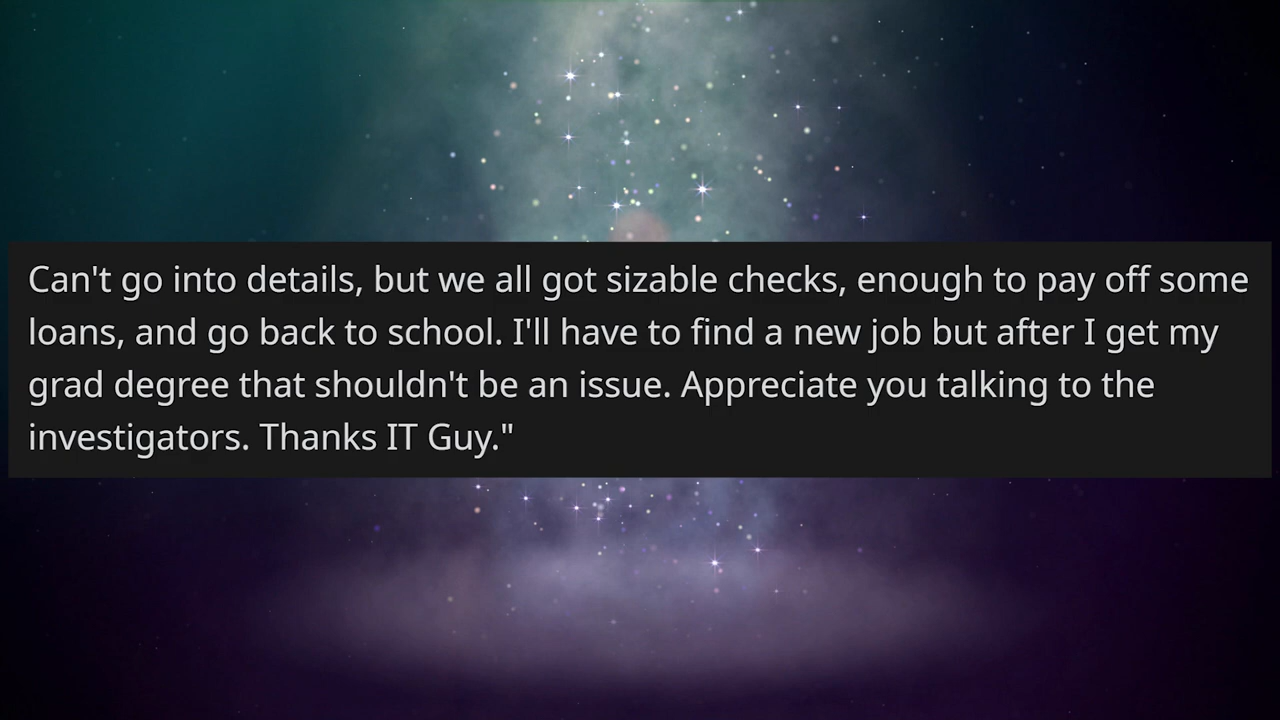 Can't go into details, but we all got sizable checks, enough to pay off some
loans, and go back to school. I'll have to find a new job but after I get my
grad degree that shouldn't be an issue. Appreciate you talking to the
investigators. Thanks IT Guy."